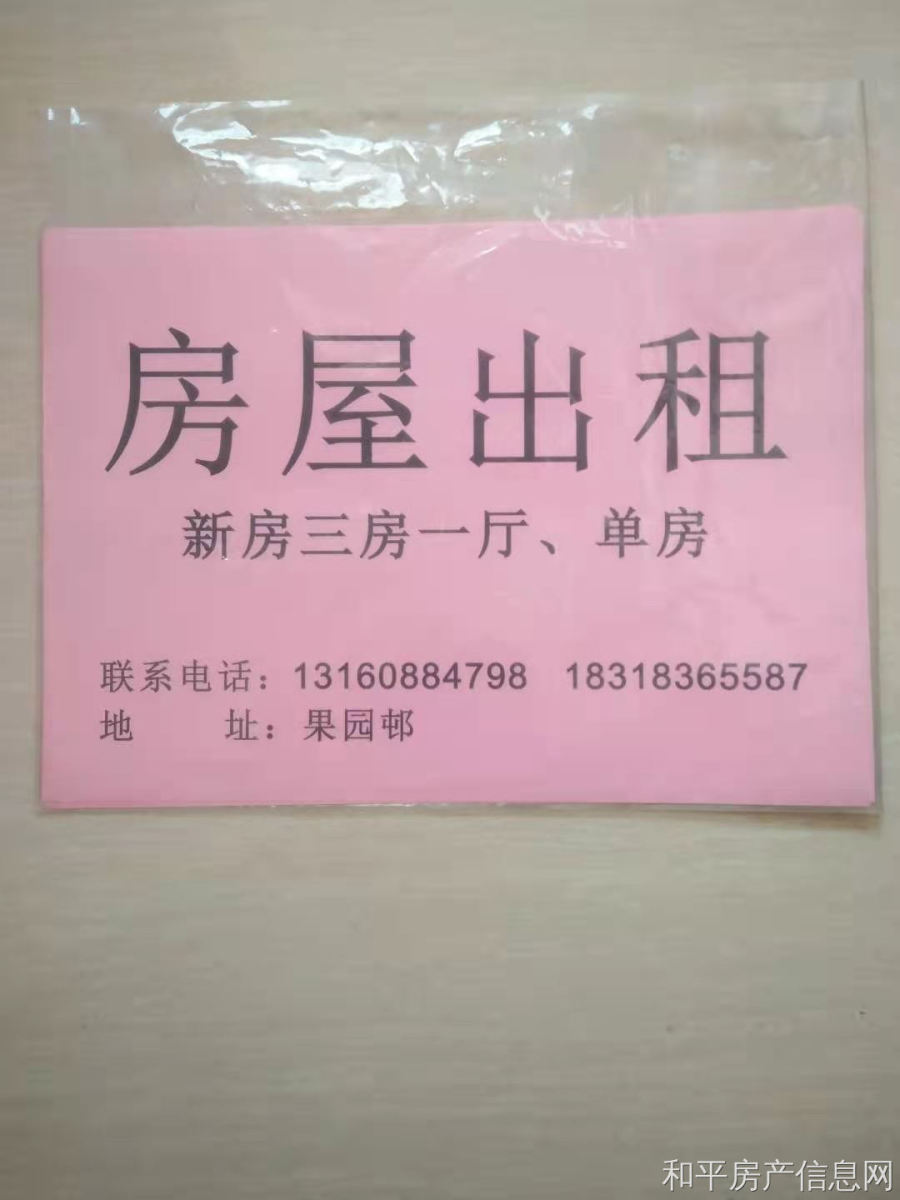 房屋出租
新房三房一厅、单房
联系电话：13160884798 18318365587
地 址：果园邨
和平房产信息网